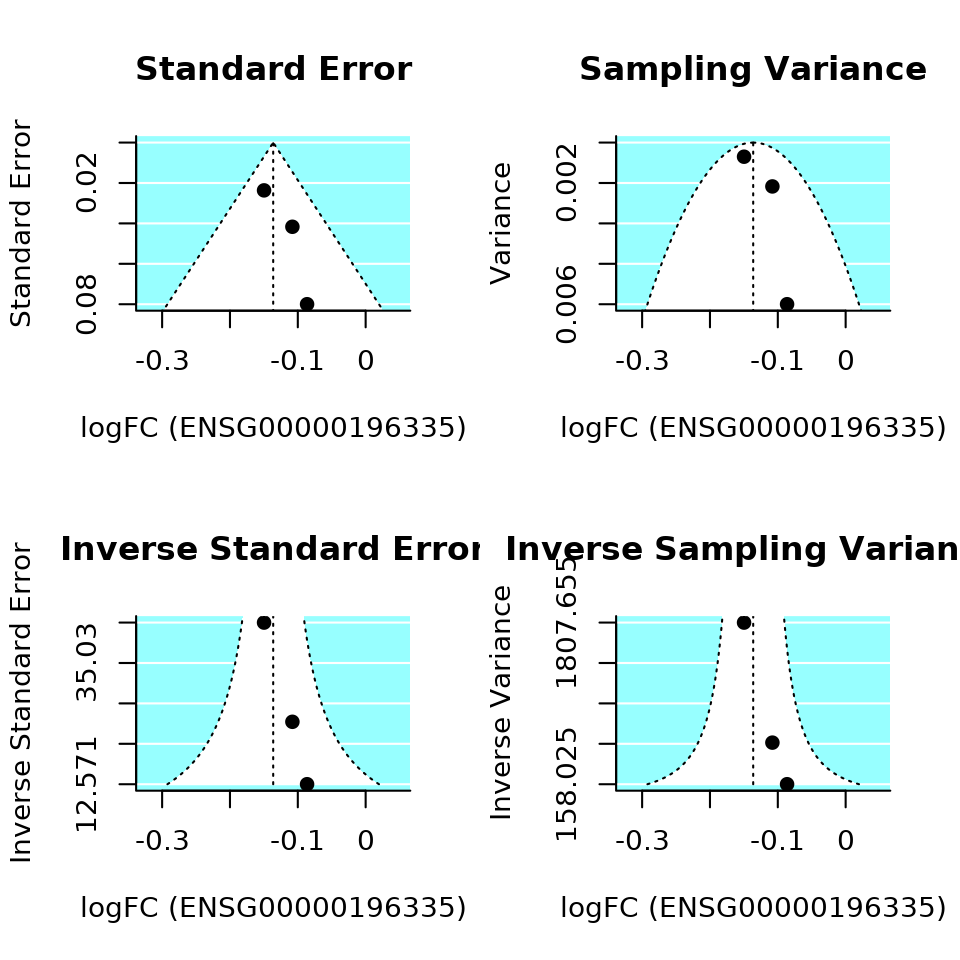 Standard Error
Standard Error
0.02
0.08
-0.3 -0.1 0
logFC (ENSG00000196335)
Sampling Variance
Variance
0.002
0.006
-0.3 -0.1 0
logFC (ENSG00000196335)
Inverse Standard Error
Inverse Standard Error
35.03
12.571
-0.3 -0.1 0
logFC (ENSG00000196335)
Inverse Sampling Varian
Inverse Variance
1807.655
158.025
-0.3 -0.1 0
logFC (ENSG00000196335)